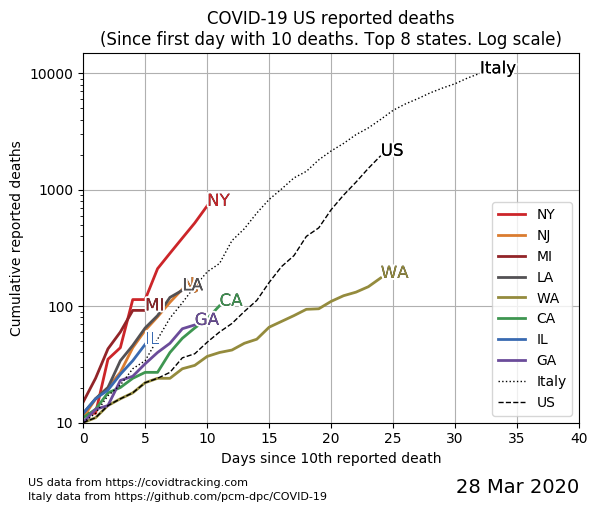 COVID-19 US reported deaths
(Since first day with 10 deaths. Top 8 states. Log scale)
Cumulative reported deaths
10000
1000
100
10
Italy
US
NY
WA
LA
MI
CA
GA
IL
NY
NJ
MI
LA
WA
CA
IL
GA
Italy
US
0 5 10 15 20 25 30 35 40
Days since 10th reported death
US data from https://covidtracking.com
Italy data from https://github.com/pcm-dpc/COVID-19
28 Mar 2020